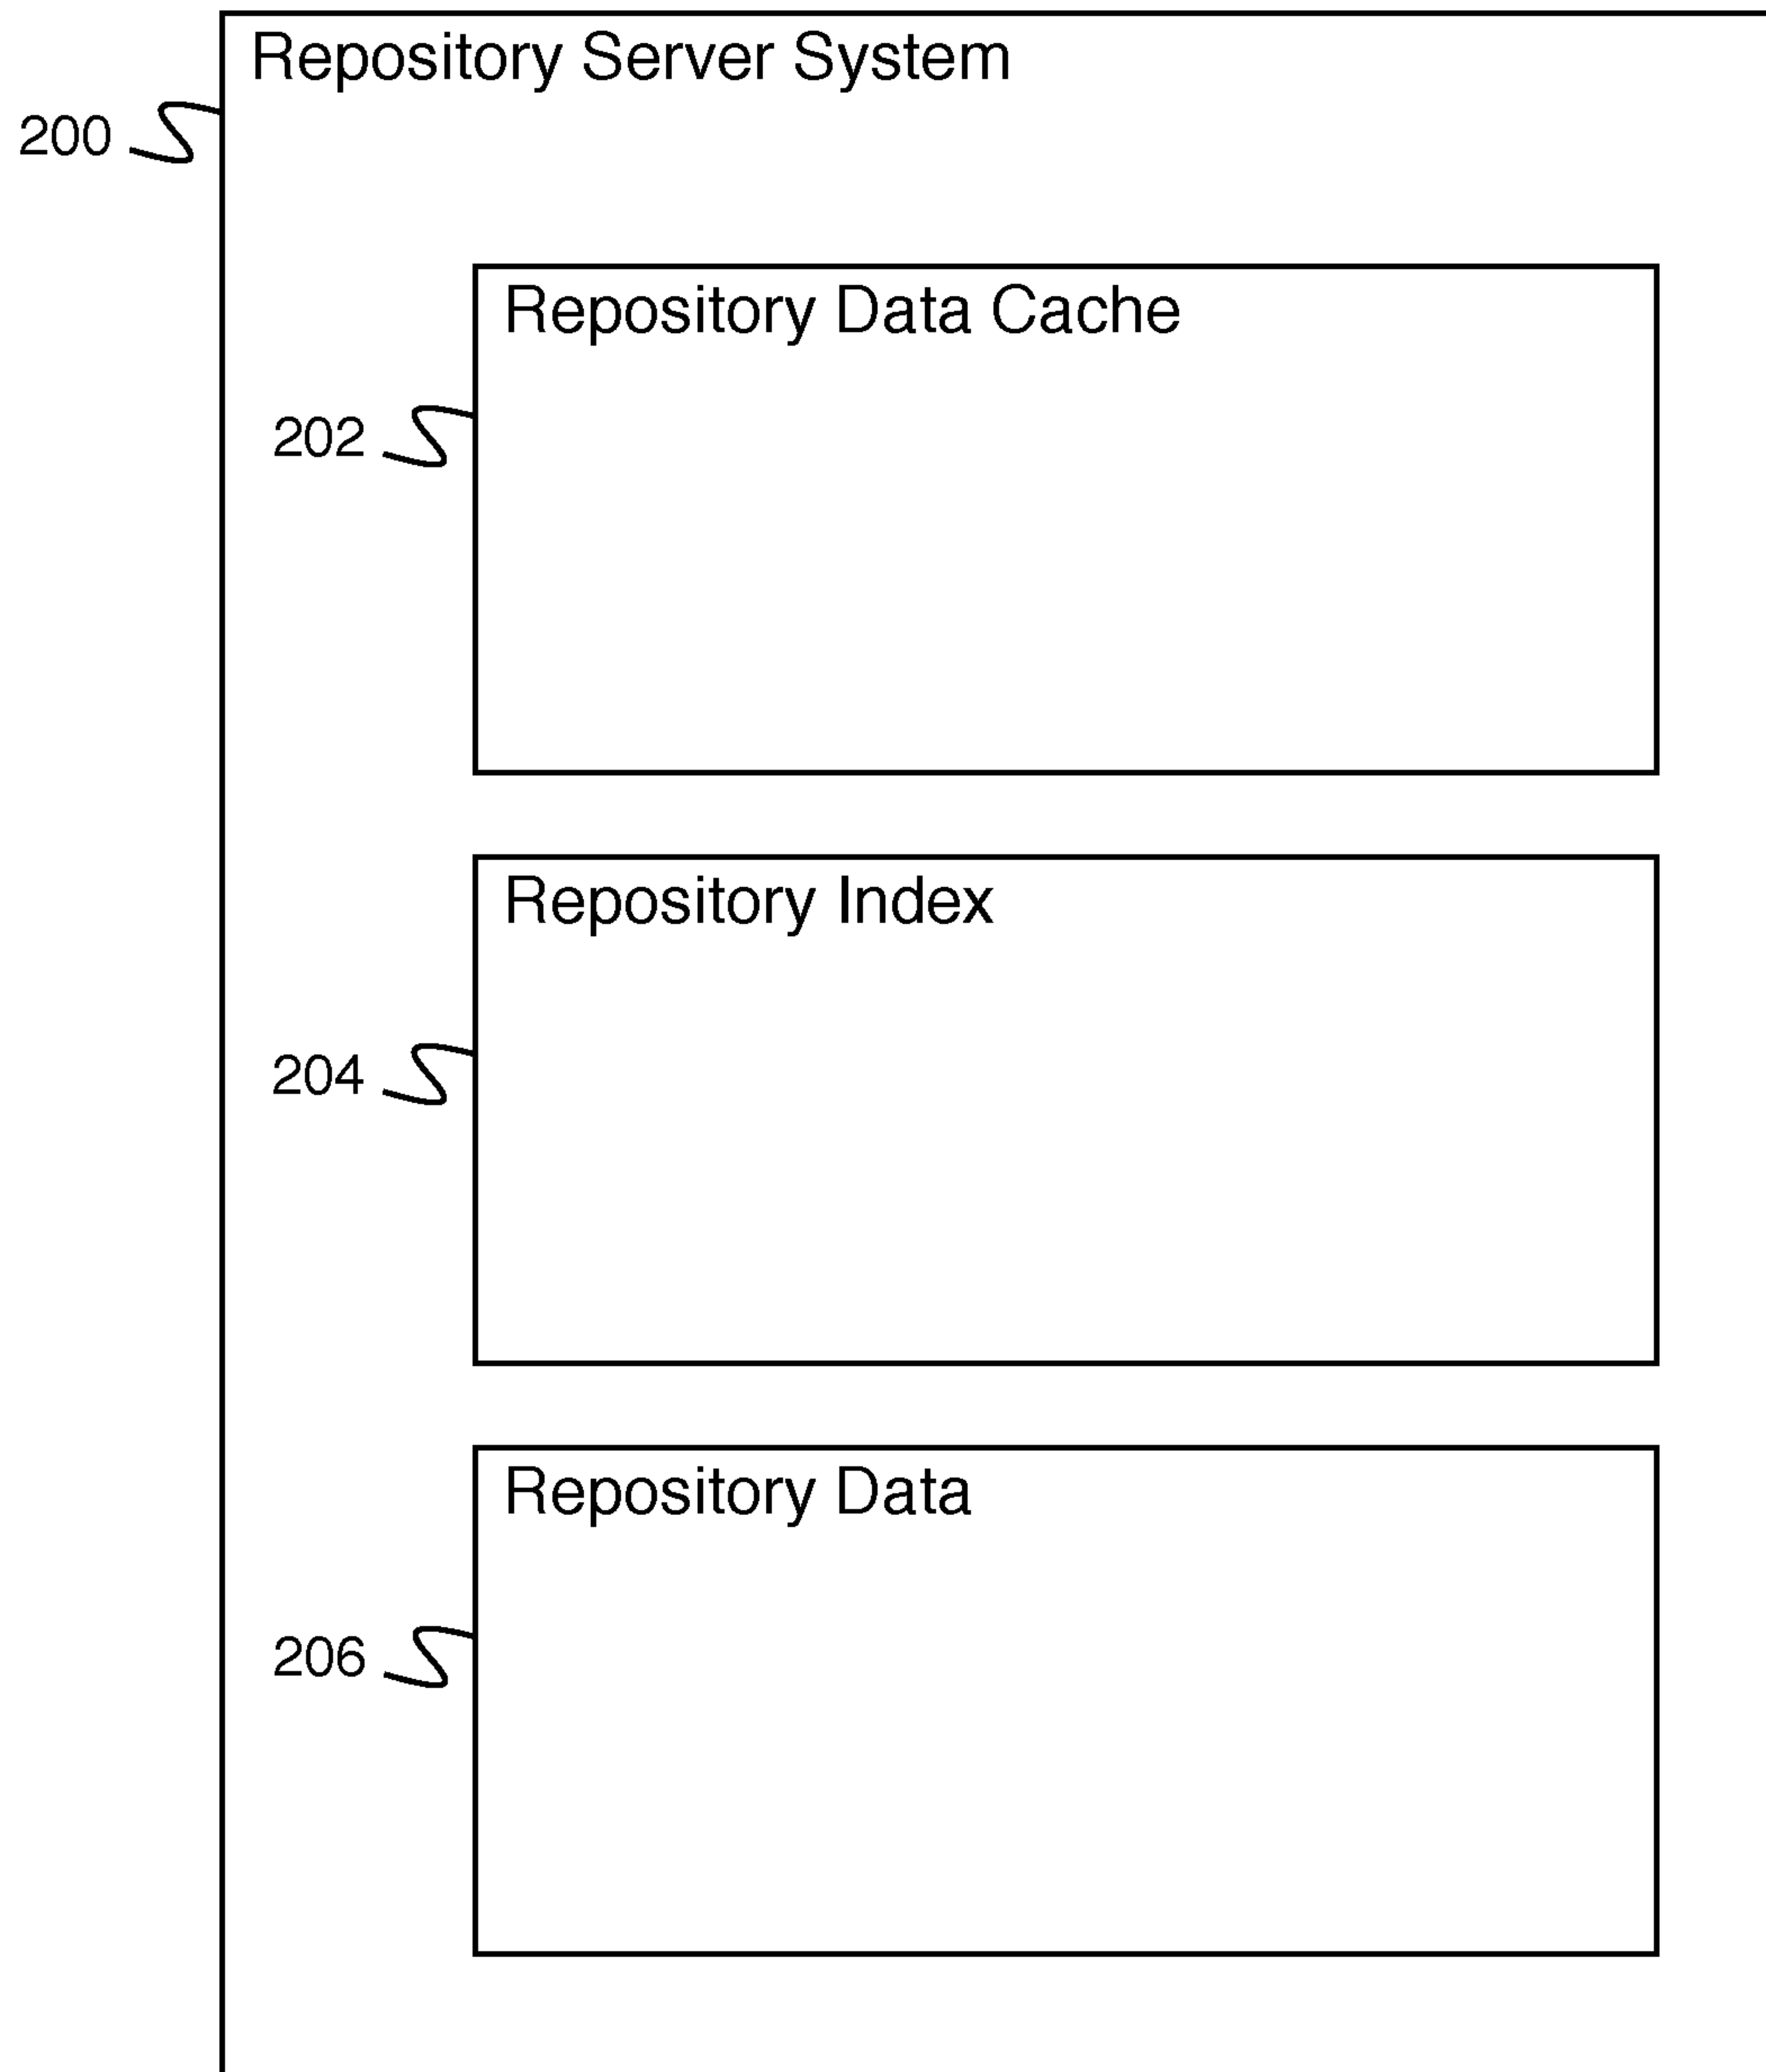 Repository Server System
200
Repository Data Cache
202
Repository Index
204
Repository Data
206